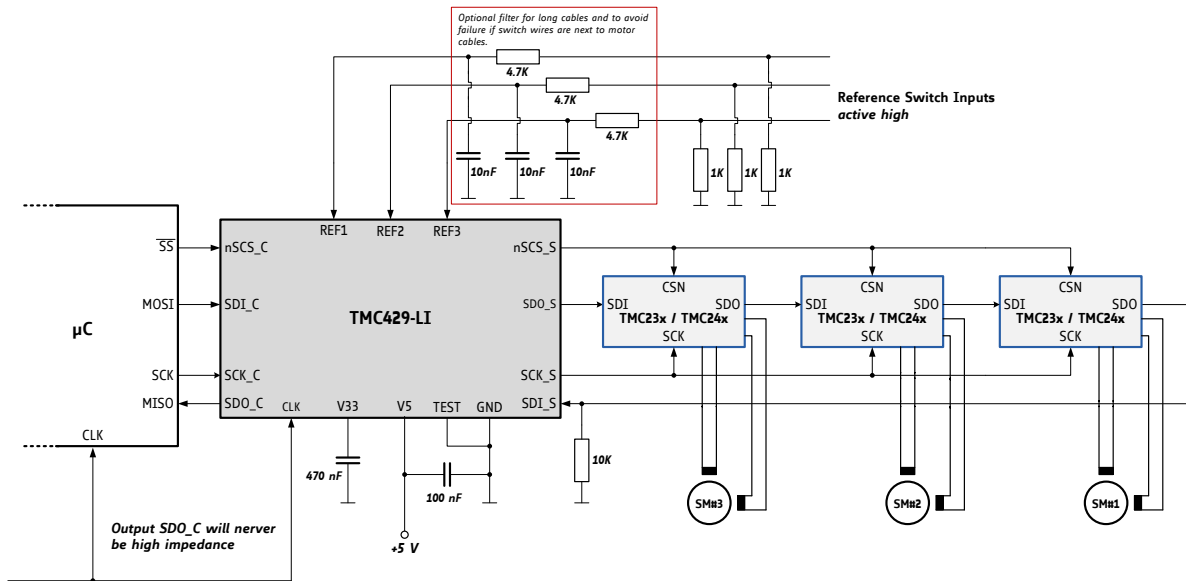 Optional filter for long cables and to avoid
failure if switch wires are next to motor
cables.
4.7K
4.7K
4.7K
Reference Switch Inputs
active high
10nF
10nF
10nF
1K
1K
1K
REF1
REF2
REF3
SS
nSCS_C
nSCS_S
MOSI
SDI_C
SDO_S
µC
TMC429-LI
SCK
SCK_C
SCK_S
MISO
SDO_C
SDI_S
CLK
CLK
V33
V5
TEST
GND
CSN
SDI
SDO
TMC23x / TMC24x
SCK
CSN
SDI
SDO
TMC23x / TMC24x
SCK
CSN
SDI
SDO
TMC23x / TMC24x
SCK
470 nF
100 nF
10K
+5 V
SM#3
SM#2
SM#1
Output SDO_C will nerver
be high impedance